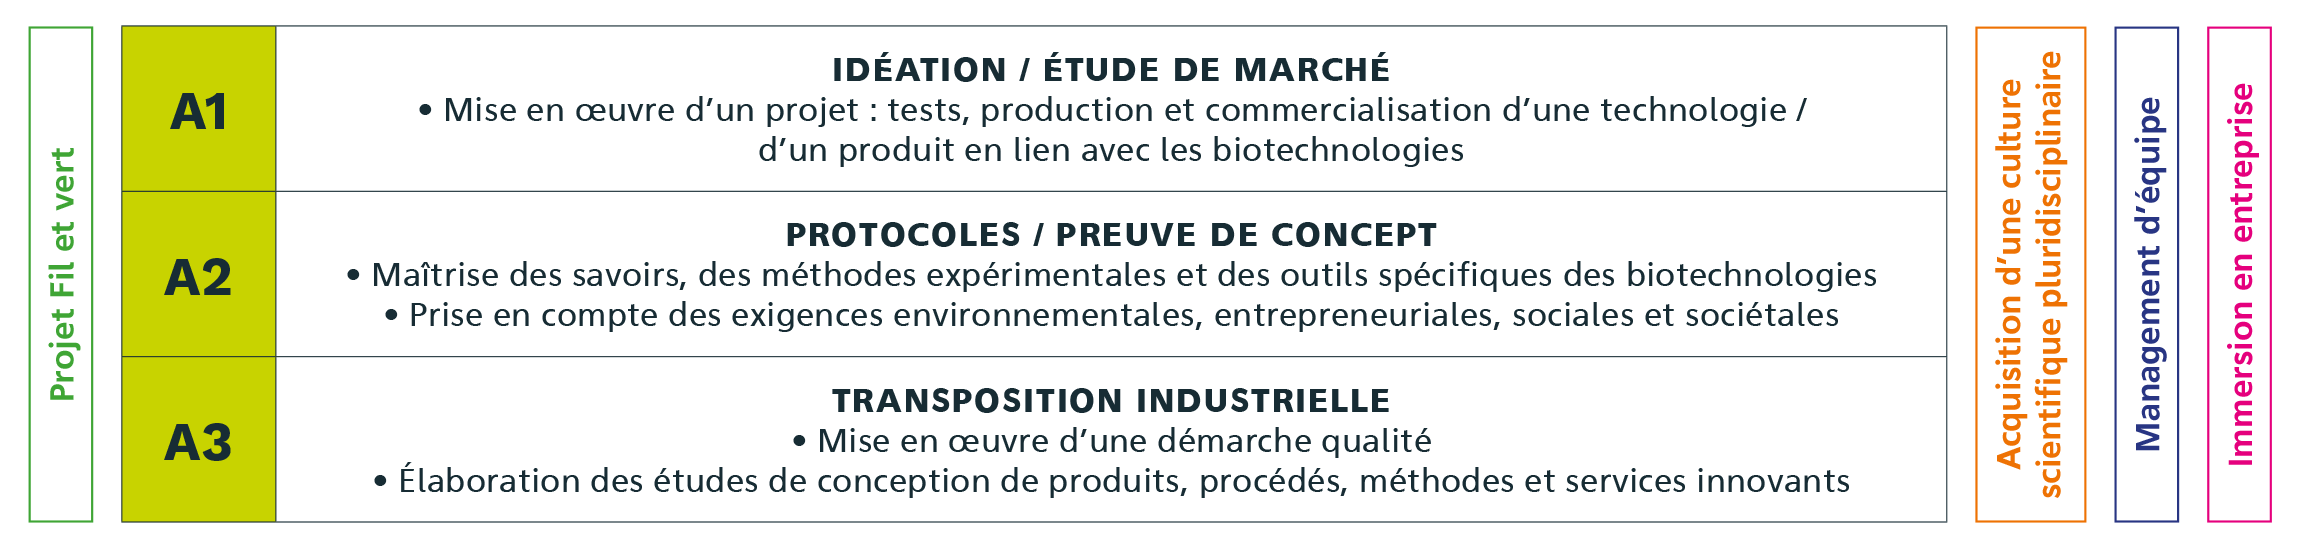 Projet Fil et vert
A1
IDÉATION / ÉTUDE DE MARCHÉ
• Mise en œuvre d’un projet : tests, production et commercialisation d’une technologie /
d’un produit en lien avec les biotechnologies
A2
PROTOCOLES / PREUVE DE CONCEPT
• Maîtrise des savoirs, des méthodes expérimentales et des outils spécifiques des biotechnologies
• Prise en compte des exigences environnementales, entrepreneuriales, sociales et sociétales
A3
TRANSPOSITION INDUSTRIELLE
• Mise en œuvre d’une démarche qualité
• Élaboration des études de conception de produits, procédés, méthodes et services innovants
Acquisition d’une culture
scientifique pluridisciplinaire
Management d’équipe
Immersion en entreprise